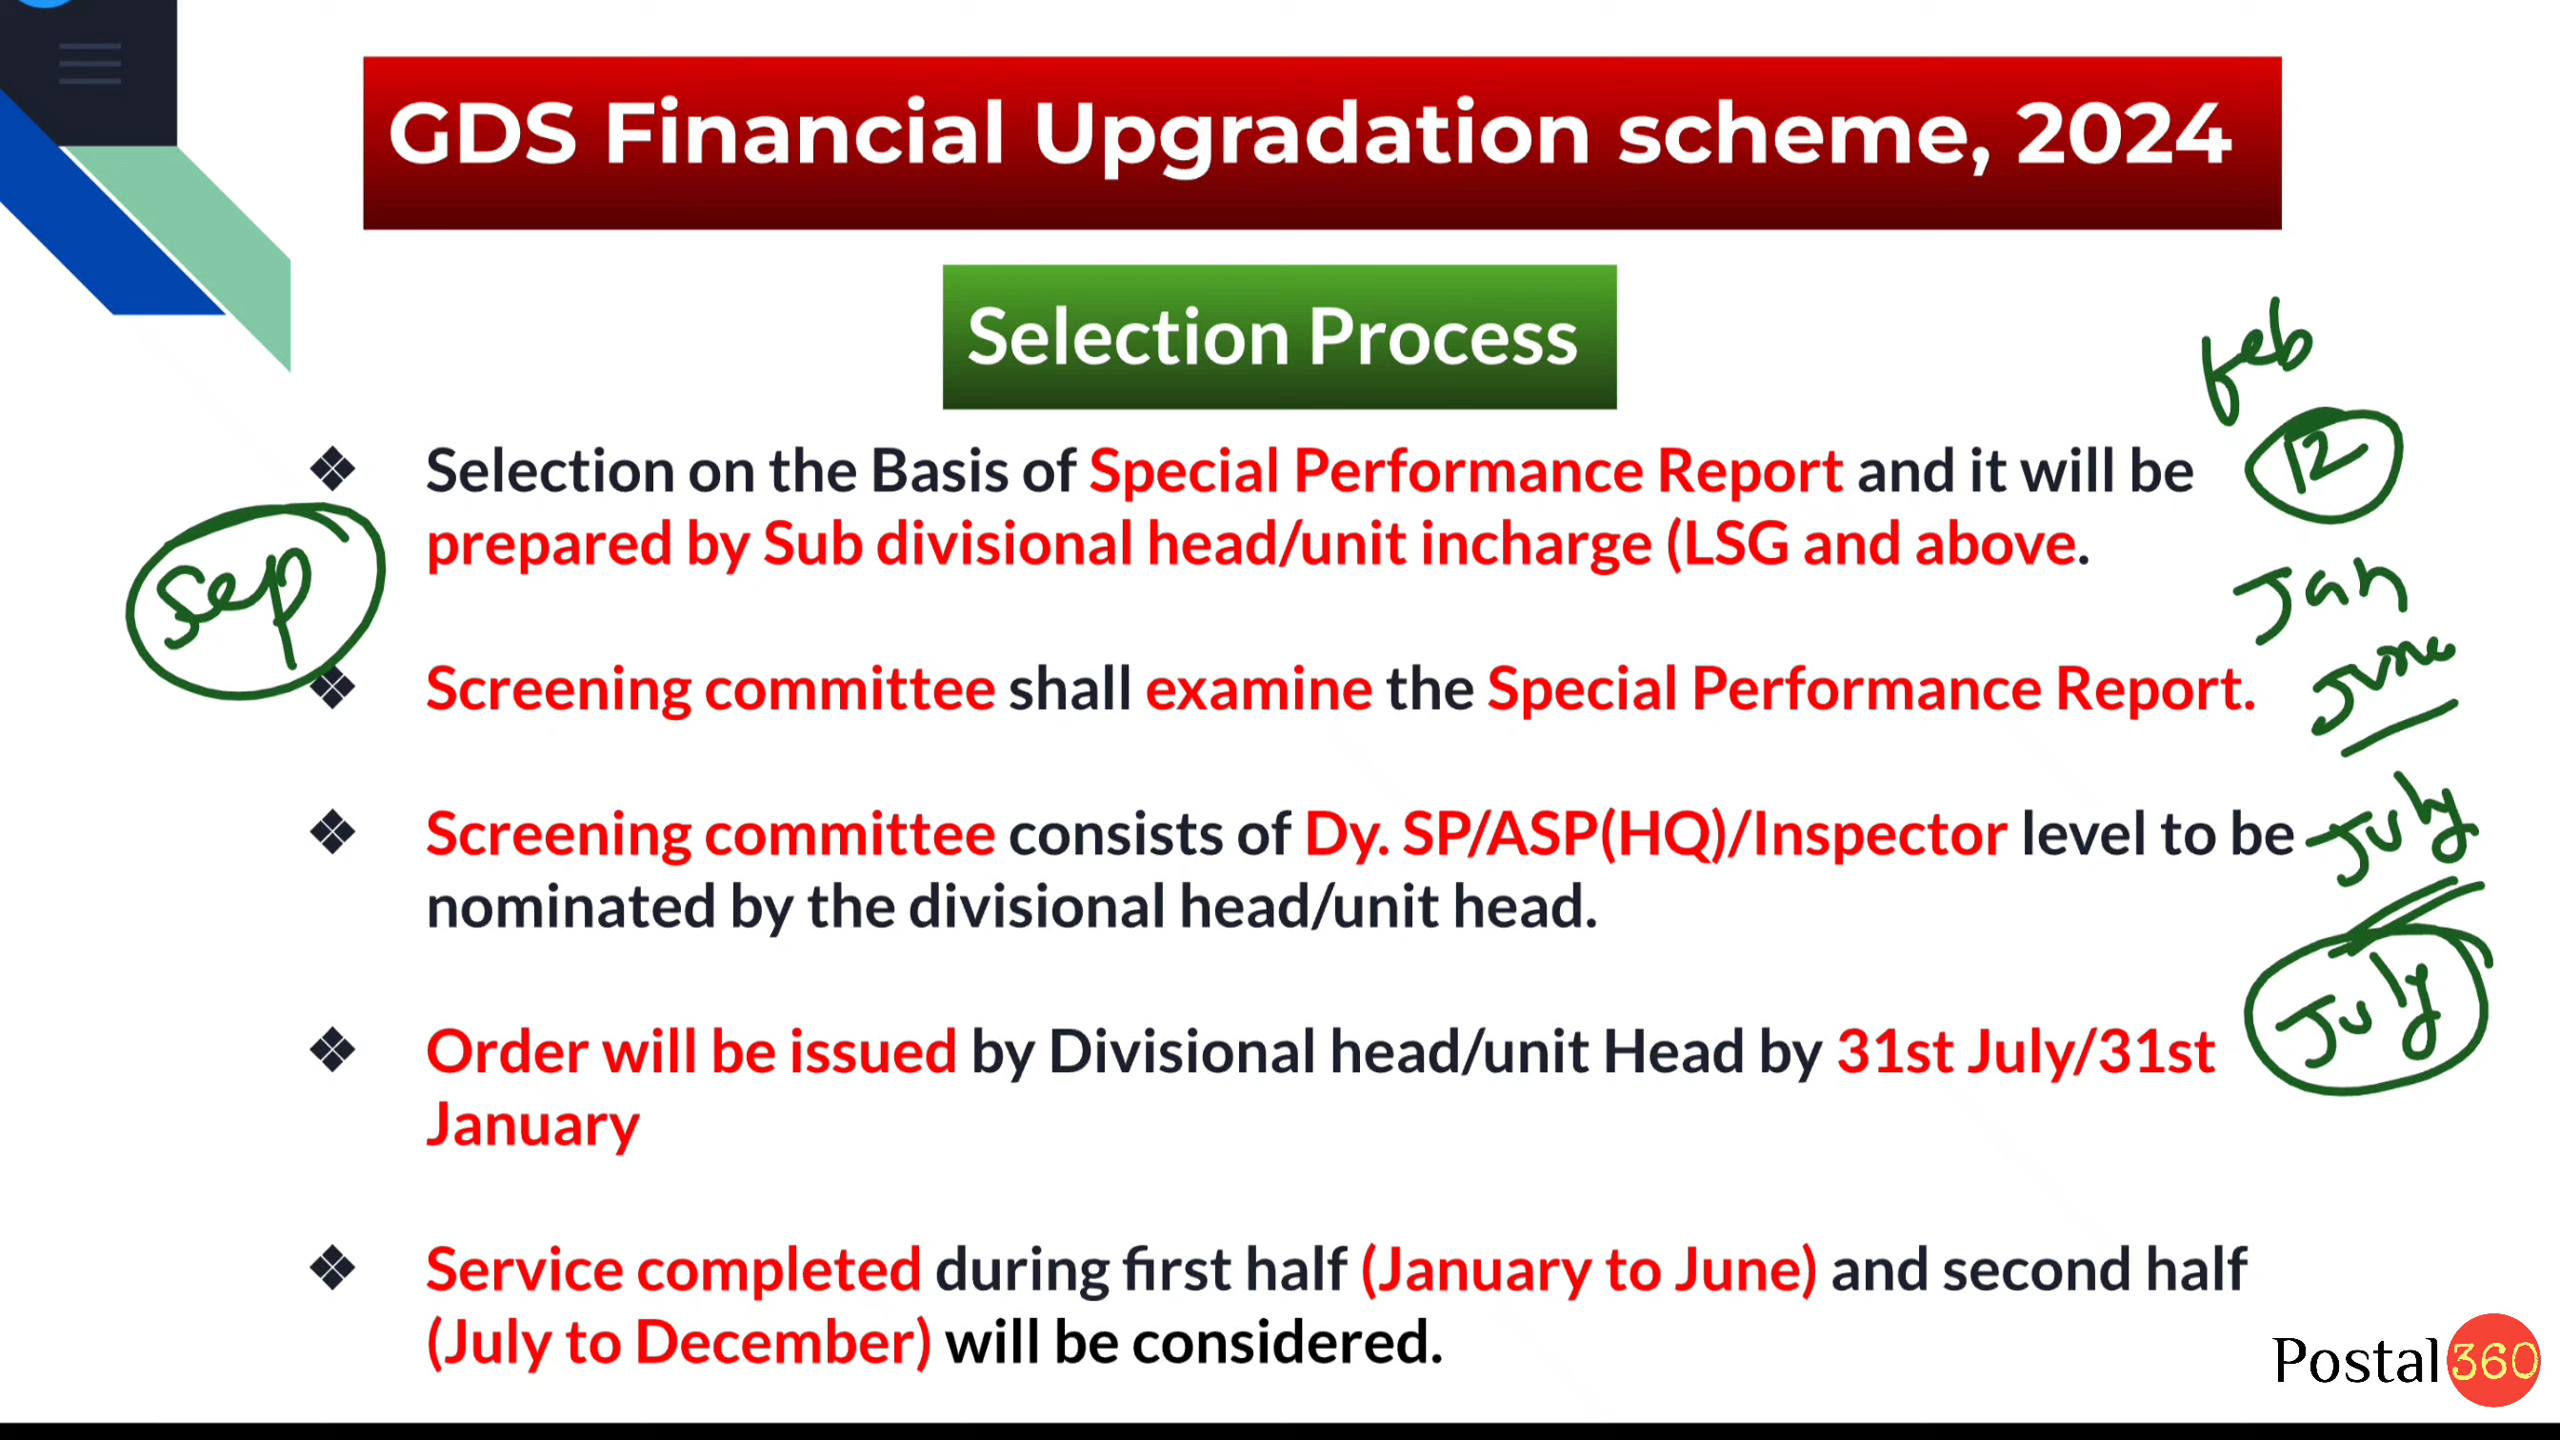 GDS Financial Upgradation scheme, 2024
Selection Process
feb
12
❖ Selection on the Basis of Special Performance Report and it will be
prepared by Sub divisional head/unit incharge (LSG and above.
Sep
Jan
June
❖ Screening committee shall examine the Special Performance Report.
❖ Screening committee consists of Dy. SP/ASP(HQ)/Inspector level to be
nominated by the divisional head/unit head.
July
July
❖ Order will be issued by Divisional head/unit Head by 31st July/31st
January
❖ Service completed during first half (January to June) and second half
(July to December) will be considered.
Postal 360